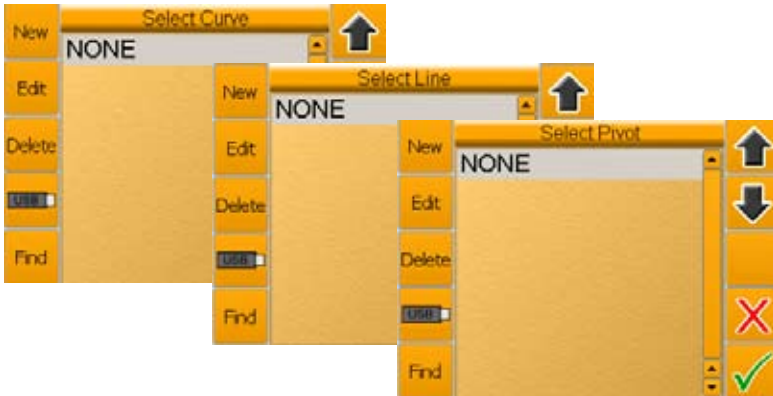 Select Curve
New
NONE
Edit
Delete
USB
Find
Select Line
New
NONE
Edit
Delete
USB
Find
Select Pivot
New
NONE
Edit
Delete
USB
Find